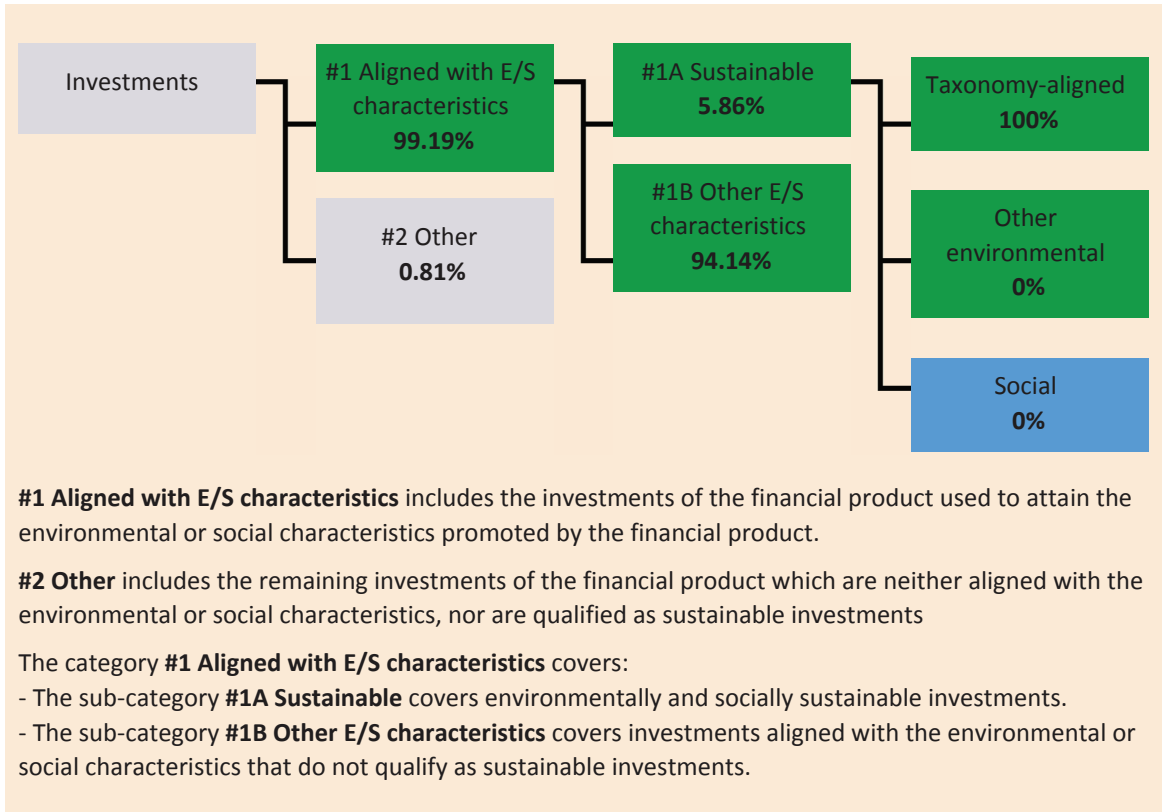 Investments
#1 Aligned with E/S
characteristics
99.19%
#2 Other
0.81%
#1A Sustainable
5.86%
#1B Other E/S
characteristics
94.14%
Taxonomy-aligned
100%
Other
environmental
0%
Social
0%
#1 Aligned with E/S characteristics includes the investments of the financial product used to attain the
environmental or social characteristics promoted by the financial product.
#2 Other includes the remaining investments of the financial product which are neither aligned with the
environmental or social characteristics, nor are qualified as sustainable investments
The category #1 Aligned with E/S characteristics covers:
- The sub-category #1A Sustainable covers environmentally and socially sustainable investments.
- The sub-category #1B Other E/S characteristics covers investments aligned with the environmental or
social characteristics that do not qualify as sustainable investments.